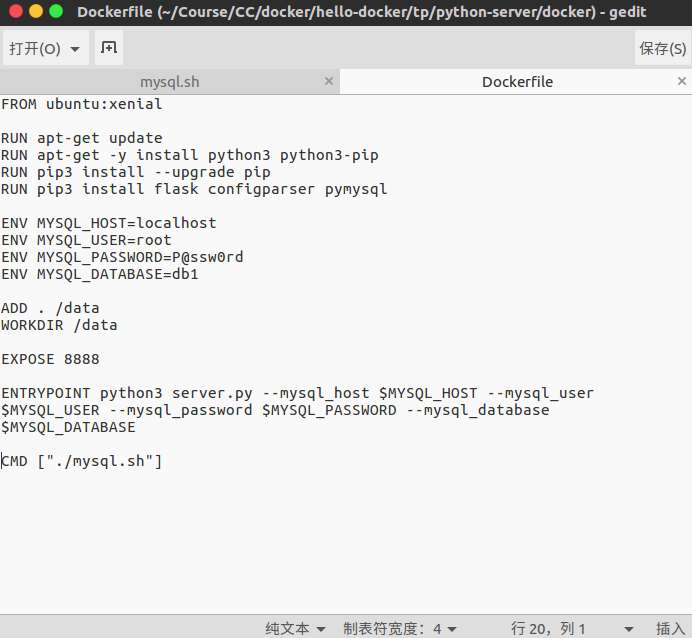 Dockerfile (~/Course/CC/docker/hello-docker/tp/python-server/docker) - gedit
打开(O)
保存(S)
mysql.sh ×
Dockerfile ×
FROM ubuntu:xenial
RUN apt-get update
RUN apt-get -y install python3 python3-pip
RUN pip3 install --upgrade pip
RUN pip3 install flask configparser pymysql
ENV MYSQL_HOST=localhost
ENV MYSQL_USER=root
ENV MYSQL_PASSWORD=P@ssw0rd
ENV MYSQL_DATABASE=db1
ADD . /data
WORKDIR /data
EXPOSE 8888
ENTRYPOINT python3 server.py --mysql_host $MYSQL_HOST --mysql_user
$MYSQL_USER --mysql_password $MYSQL_PASSWORD --mysql_database
$MYSQL_DATABASE
CMD ["./mysql.sh"]
纯文本 制表符宽度：4 行 20，列 1 插入